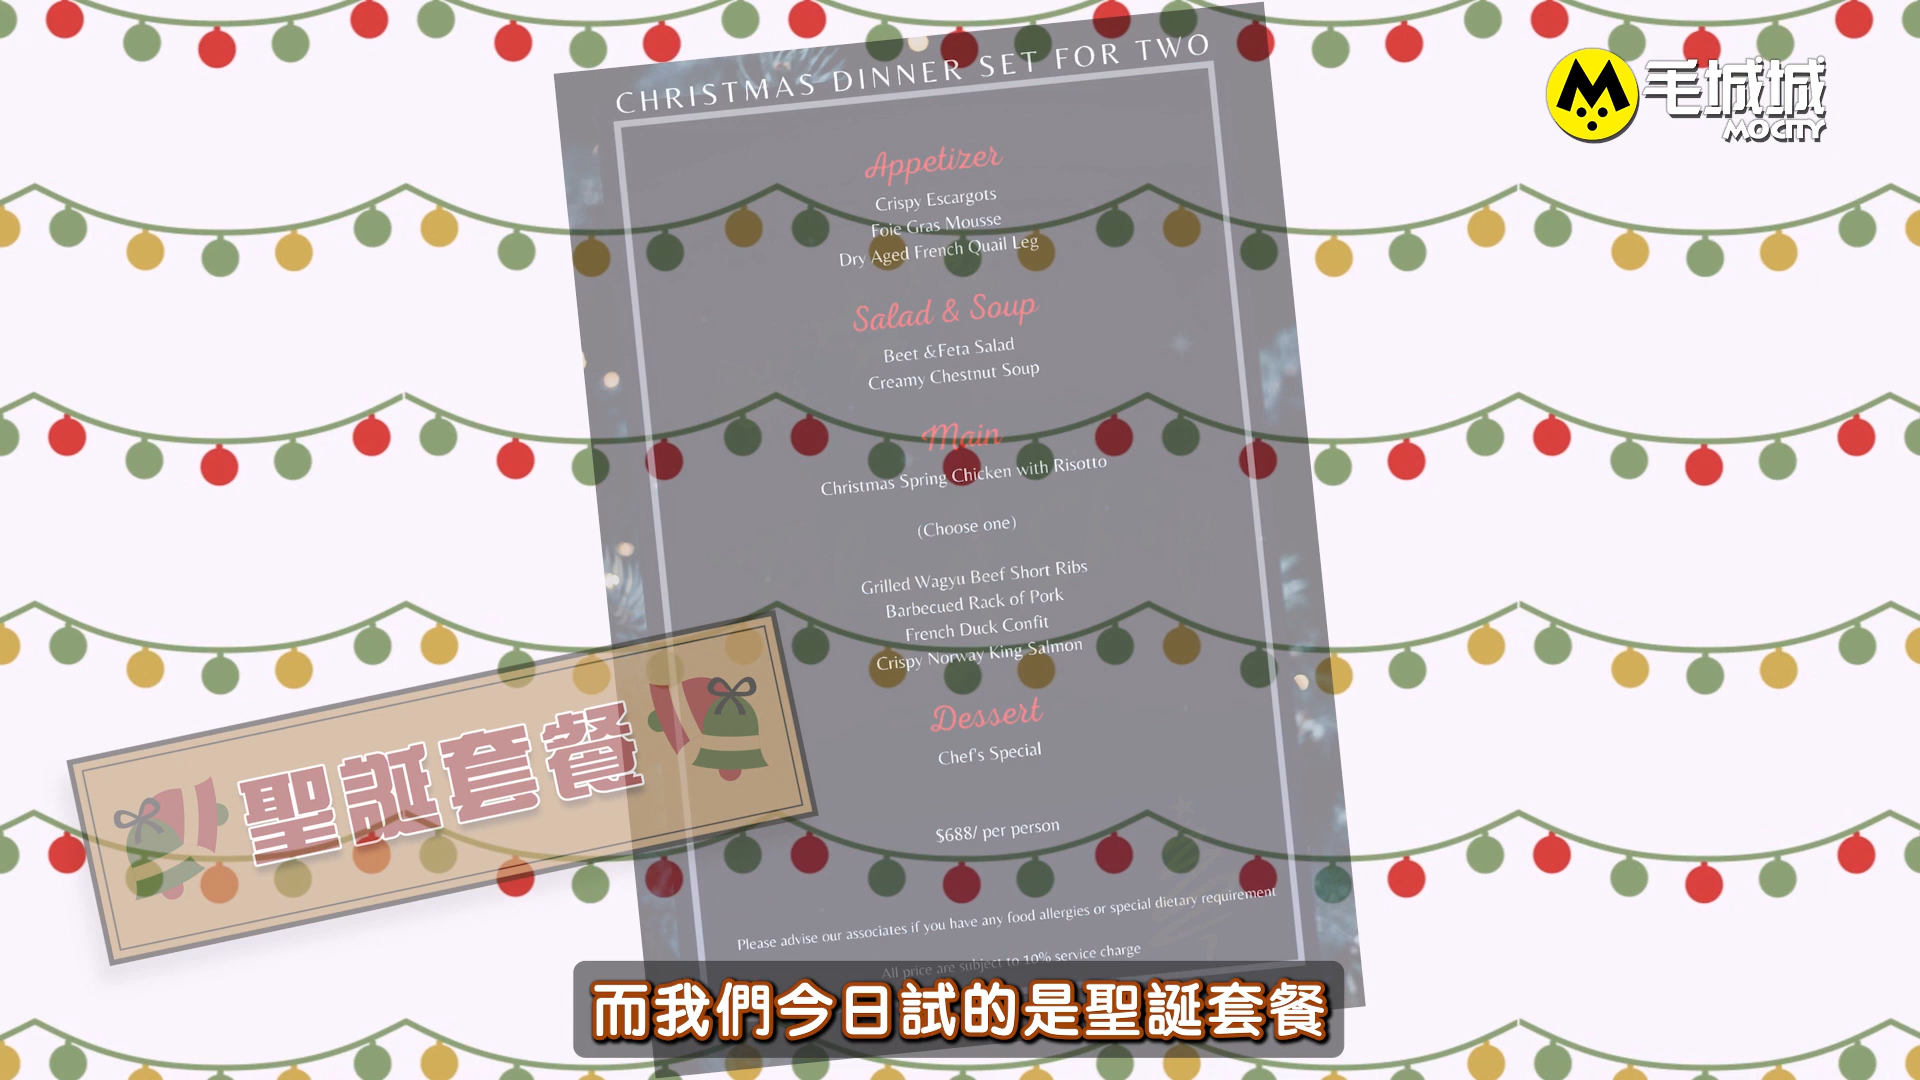 CHRISTMAS DINNER SET FOR TWO
毛城城
MOCITY
Appetizer
Crispy Escargots
Foie Gras Mousse
Dry Aged French Quail Leg
Salad & Soup
Beet &Feta Salad
Creamy Chestnut Soup
Main
Christmas Spring Chicken with Risotto
(Choose one)
Grilled Wagyu Beef Short Ribs
Barbecued Rack of Pork
French Duck Confit
Crispy Norway King Salmon
Dessert
Chef's Special
$688/ per person
Please advise our associates if you have any food allergies or special dietary requirement
All price are subject to 10% service charge
聖誕套餐
而我們今日試的是聖誕套餐